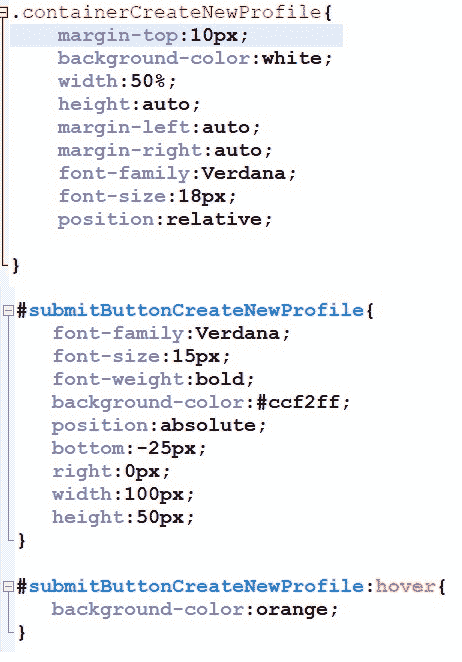 .containerCreateNewProfile{
margin-top:10px;
background-color:white;
width:50%;
height:auto;
margin-left:auto;
margin-right:auto;
font-family:Verdana;
font-size:18px;
position:relative;
}
#submitButtonCreateNewProfile{
font-family:Verdana;
font-size:15px;
font-weight:bold;
background-color:#ccf2ff;
position:absolute;
bottom:-25px;
right:0px;
width:100px;
height:50px;
}
#submitButtonCreateNewProfile:hover{
background-color:orange;
}